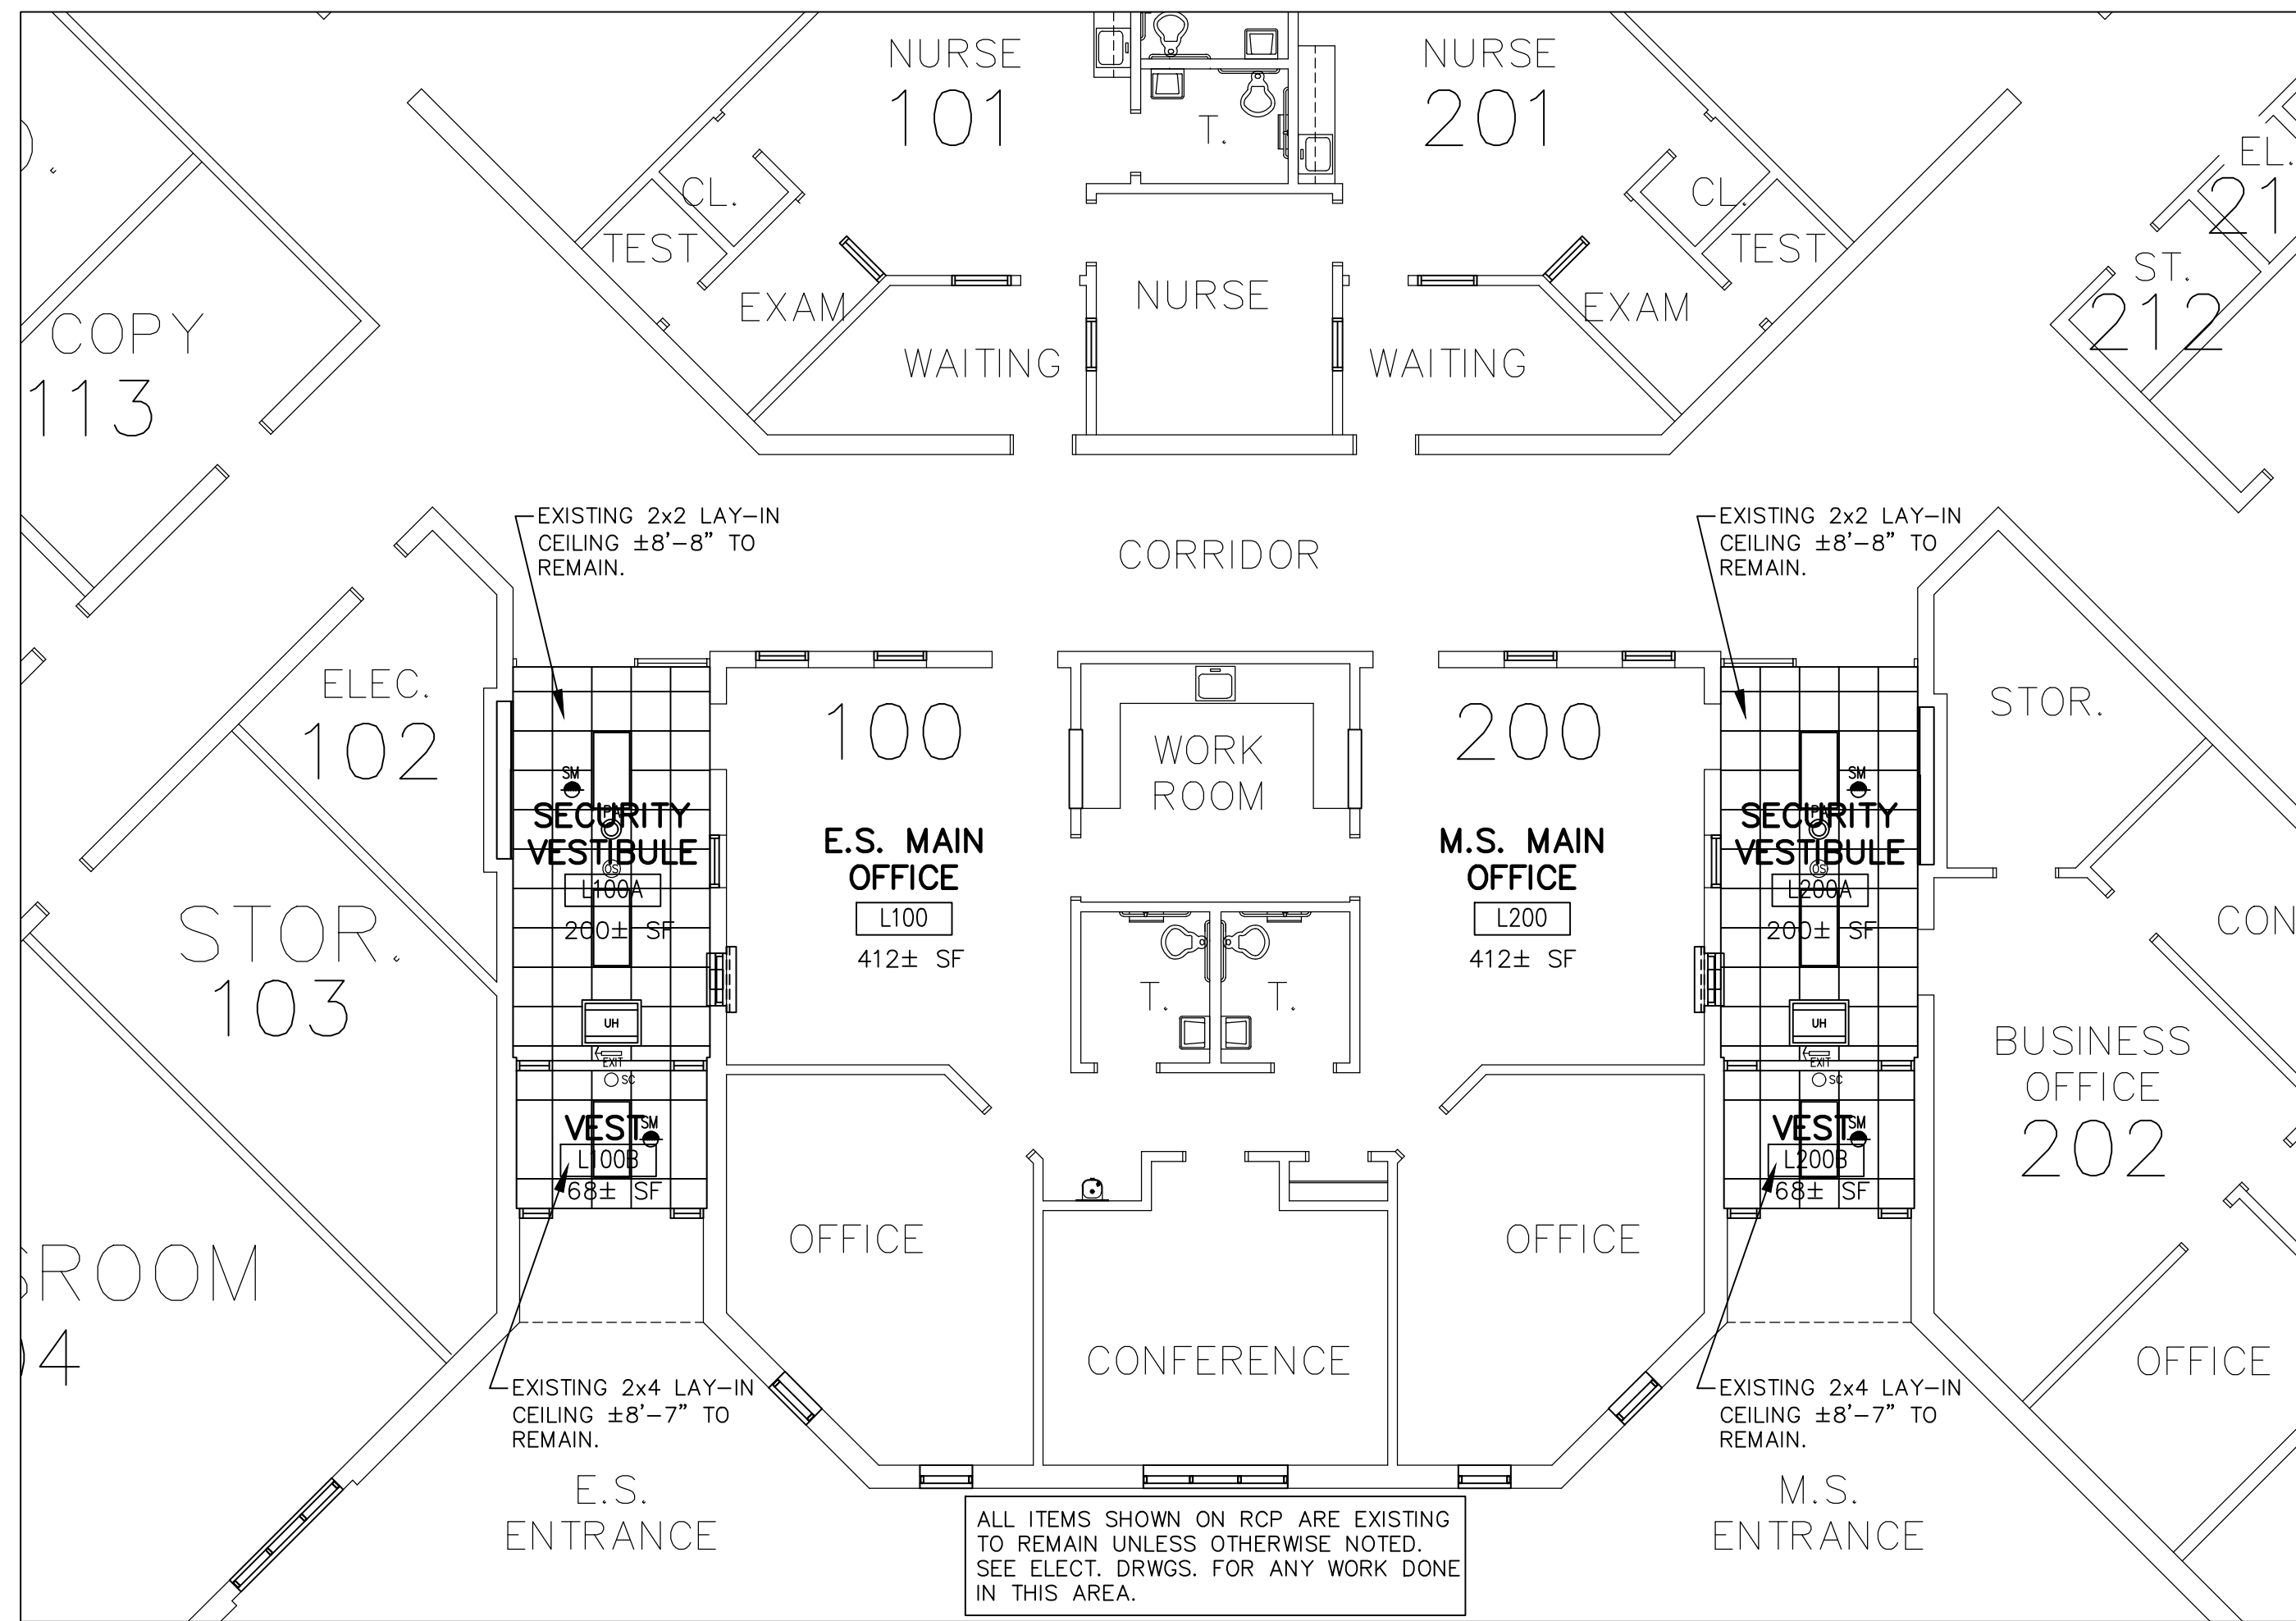 NURSE
101
NURSE
201
T.
CL.
CL.
TEST
TEST
EXAM
EXAM
NURSE
WAITING
WAITING
EL.
21
ST.
212
COPY
113
EXISTING 2x2 LAY-IN
CEILING ±8'-8" TO
REMAIN.
CORRIDOR
EXISTING 2x2 LAY-IN
CEILING ±8'-8" TO
REMAIN.
ELEC.
102
SM
PA
SECURITY
VESTIBULE
OS
L100A
200± SF
UH
EXIT
SC
100
E.S. MAIN
OFFICE
L100
412± SF
WORK
ROOM
200
M.S. MAIN
OFFICE
L200
412± SF
SM
PA
SECURITY
VESTIBULE
OS
L200A
200± SF
UH
EXIT
SC
STOR.
STOR.
103
T.
T.
CON
BUSINESS
OFFICE
202
VEST
SM
L100B
68± SF
VEST
SM
L200B
68± SF
OFFICE
OFFICE
ROOM
4
CONFERENCE
OFFICE
EXISTING 2x4 LAY-IN
CEILING ±8'-7" TO
REMAIN.
EXISTING 2x4 LAY-IN
CEILING ±8'-7" TO
REMAIN.
E.S.
ENTRANCE
M.S.
ENTRANCE
ALL ITEMS SHOWN ON RCP ARE EXISTING
TO REMAIN UNLESS OTHERWISE NOTED.
SEE ELECT. DRWGS. FOR ANY WORK DONE
IN THIS AREA.